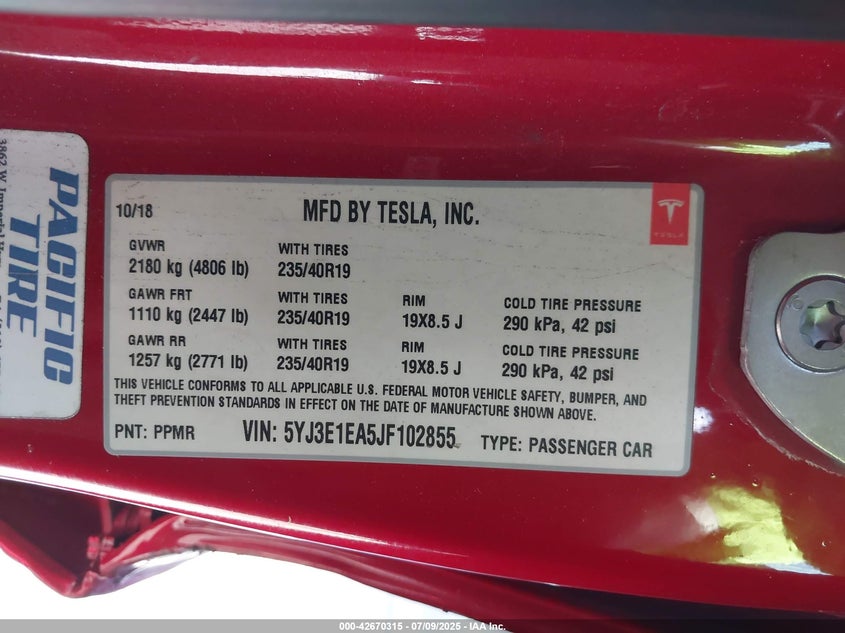 PACIFIC
TIRE
10/18
MFD BY TESLA, INC.
TESLA
GVWR
2180 kg (4806 lb)
WITH TIRES
235/40R19
GAWR FRT
1110 kg (2447 lb)
WITH TIRES
235/40R19
RIM
19X8.5 J
COLD TIRE PRESSURE
290 kPa, 42 psi
GAWR RR
1257 kg (2771 lb)
WITH TIRES
235/40R19
RIM
19X8.5 J
COLD TIRE PRESSURE
290 kPa, 42 psi
THIS VEHICLE CONFORMS TO ALL APPLICABLE U.S. FEDERAL MOTOR VEHICLE SAFETY, BUMPER, AND
THEFT PREVENTION STANDARDS IN EFFECT ON THE DATE OF MANUFACTURE SHOWN ABOVE.
PNT: PPMR
VIN: 5YJ3E1EA5JF102855
TYPE: PASSENGER CAR
000-42670315 - 07/09/2025 - IAA Inc.